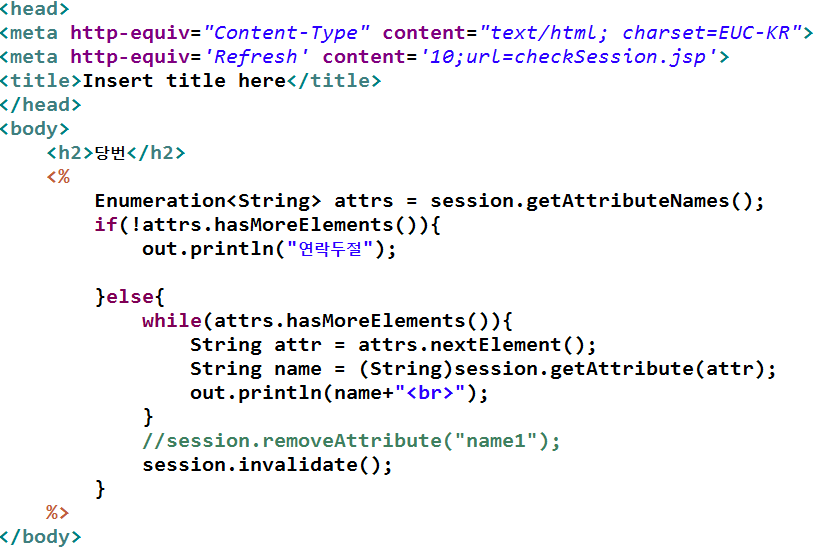 <head>
<meta http-equiv="Content-Type" content="text/html; charset=EUC-KR">
<meta http-equiv='Refresh' content='10;url=checkSession.jsp'>
<title>Insert title here</title>
</head>
<body>
    <h2>당번</h2>
    <%
        Enumeration<String> attrs = session.getAttributeNames();
        if(!attrs.hasMoreElements()){
            out.println("연락두절");

        }else{
            while(attrs.hasMoreElements()){
                String attr = attrs.nextElement();
                String name = (String)session.getAttribute(attr);
                out.println(name+"<br>");
            }
            //session.removeAttribute("name1");
            session.invalidate();
        }
    %>
</body>